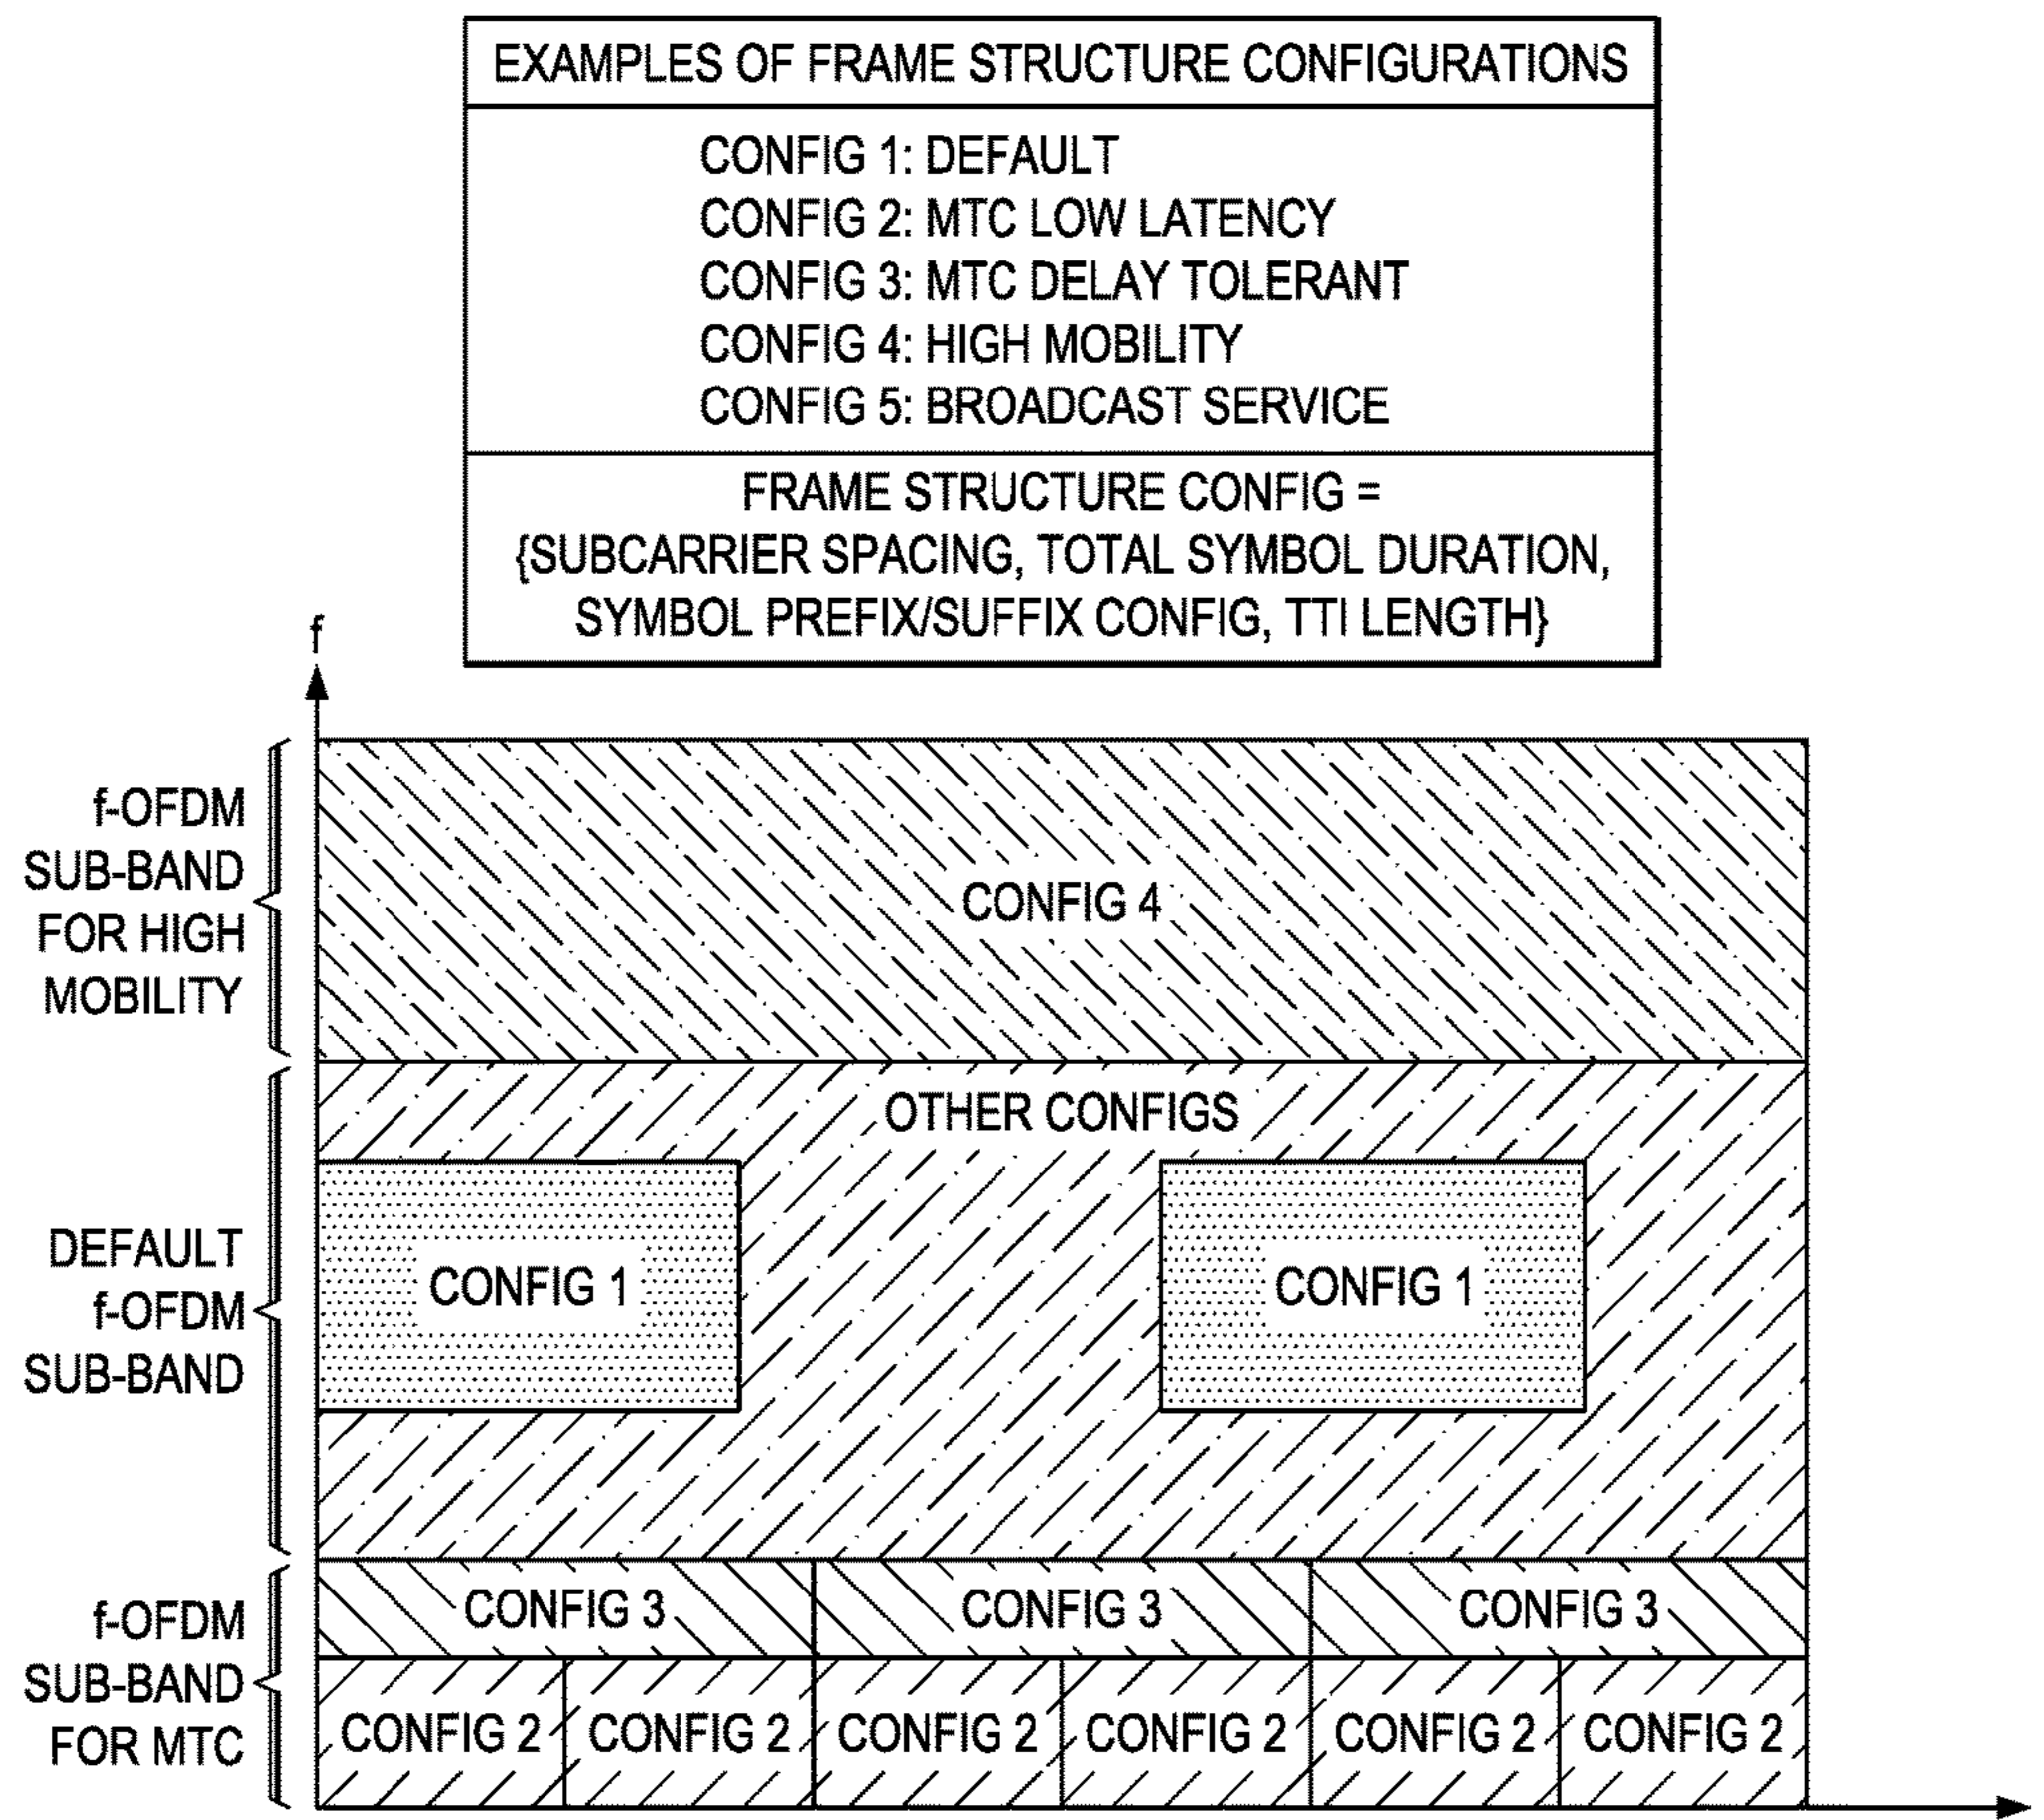 EXAMPLES OF FRAME STRUCTURE CONFIGURATIONS
CONFIG 1: DEFAULT
CONFIG 2: MTC LOW LATENCY
CONFIG 3: MTC DELAY TOLERANT
CONFIG 4: HIGH MOBILITY
CONFIG 5: BROADCAST SERVICE
FRAME STRUCTURE CONFIG =
{SUBCARRIER SPACING, TOTAL SYMBOL DURATION,
SYMBOL PREFIX/SUFFIX CONFIG, TTI LENGTH}
f
f-OFDM
SUB-BAND
FOR HIGH
MOBILITY
CONFIG 4
OTHER CONFIGS
DEFAULT
f-OFDM
SUB-BAND
CONFIG 1
CONFIG 1
f-OFDM
SUB-BAND
FOR MTC
CONFIG 3
CONFIG 3
CONFIG 3
CONFIG 2
CONFIG 2
CONFIG 2
CONFIG 2
CONFIG 2
CONFIG 2